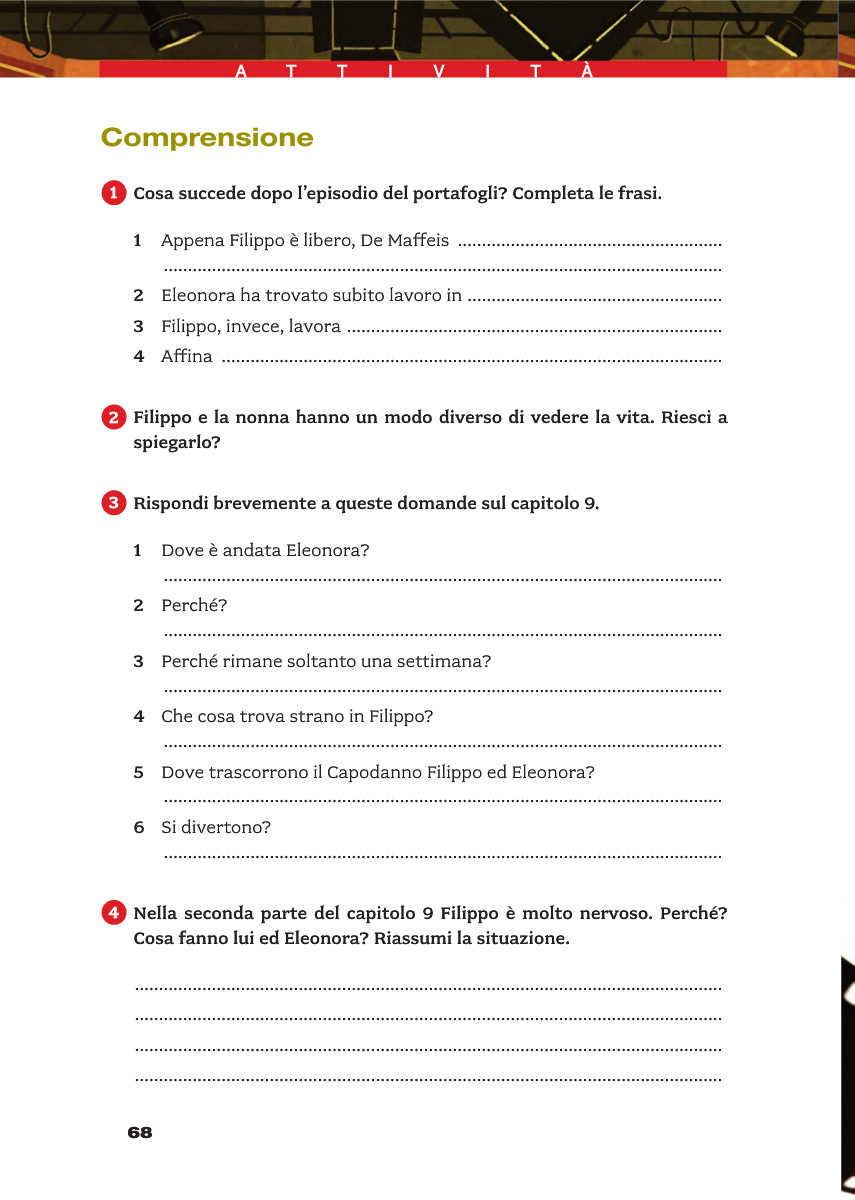 ATTIVITÀ
Comprensione
1 Cosa succede dopo l’episodio del portafogli? Completa le frasi.
1 Appena Filippo è libero, De Maffeis .......................................................
....................................................................................................................
2 Eleonora ha trovato subito lavoro in .....................................................
3 Filippo, invece, lavora ..............................................................................
4 Affina ........................................................................................................
2 Filippo e la nonna hanno un modo diverso di vedere la vita. Riesci a
spiegarlo?
3 Rispondi brevemente a queste domande sul capitolo 9.
1 Dove è andata Eleonora?
....................................................................................................................
2 Perché?
....................................................................................................................
3 Perché rimane soltanto una settimana?
....................................................................................................................
4 Che cosa trova strano in Filippo?
....................................................................................................................
5 Dove trascorrono il Capodanno Filippo ed Eleonora?
....................................................................................................................
6 Si divertono?
....................................................................................................................
4 Nella seconda parte del capitolo 9 Filippo è molto nervoso. Perché?
Cosa fanno lui ed Eleonora? Riassumi la situazione.
..........................................................................................................................
..........................................................................................................................
..........................................................................................................................
..........................................................................................................................
68